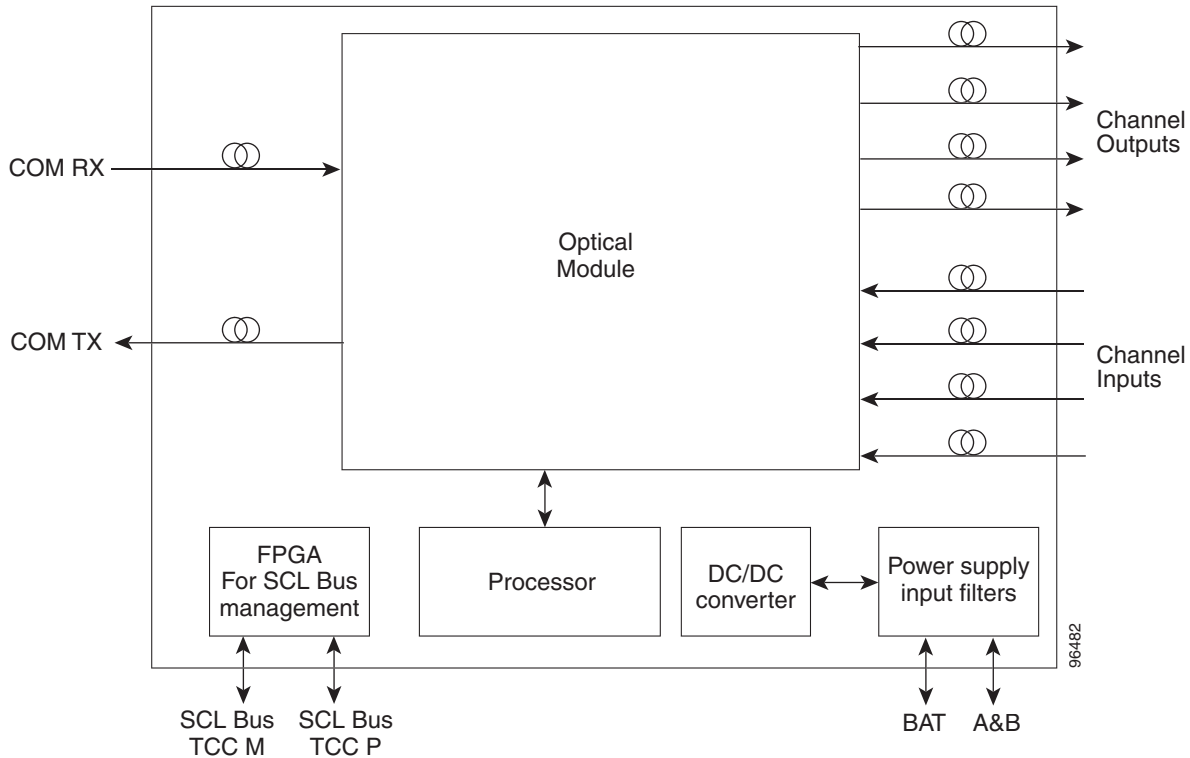 COM RX
COM TX
Optical
Module
Channel
Outputs
Channel
Inputs
FPGA
For SCL Bus
management
Processor
DC/DC
converter
Power supply
input filters
SCL Bus
TCC M
SCL Bus
TCC P
BAT
A&B
96482